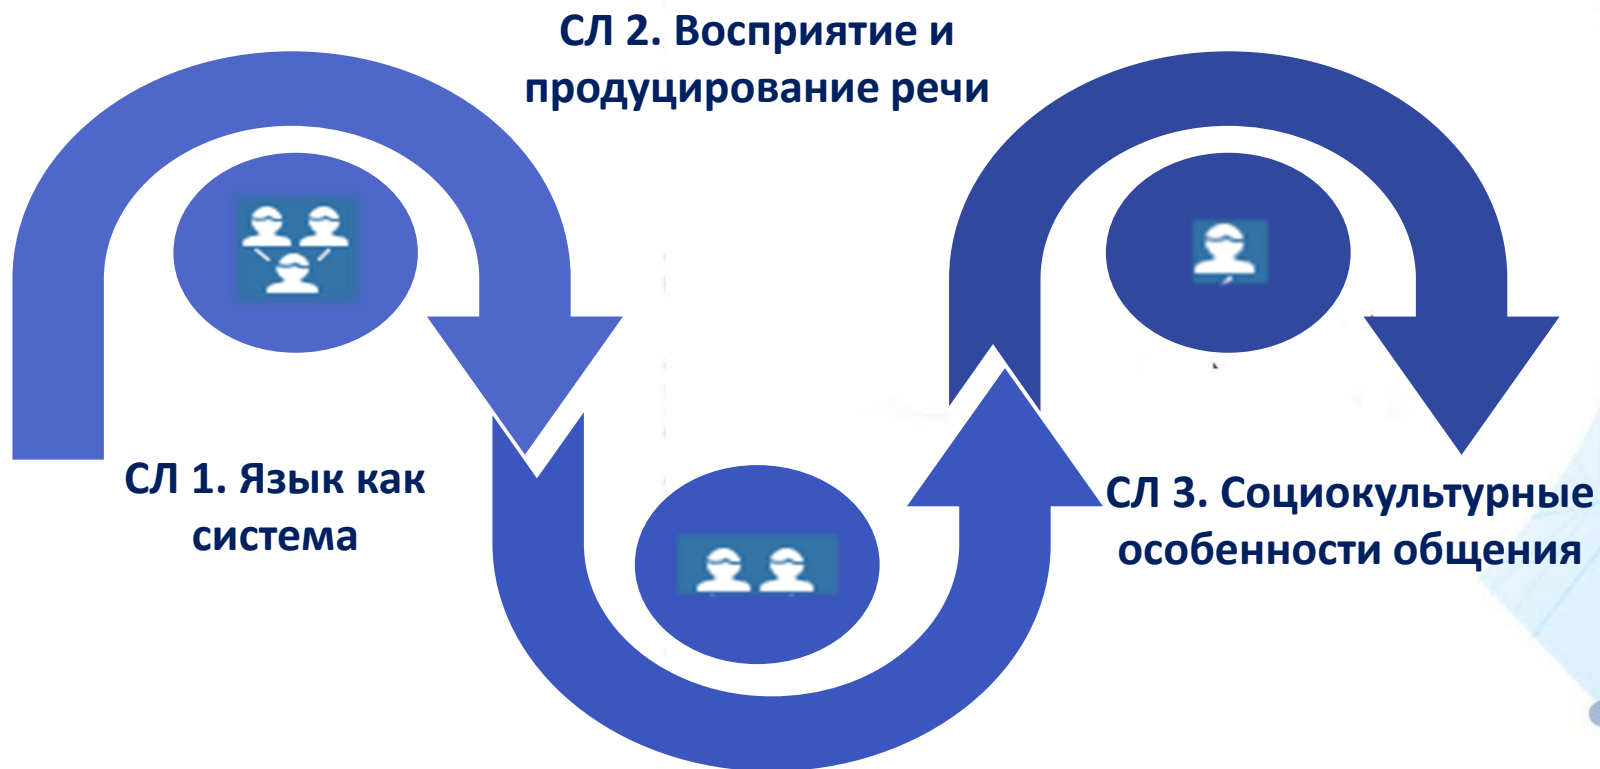 СЛ 1. Язык как
система
СЛ 2. Восприятие и
продуцирование речи
СЛ 3. Социокультурные
особенности общения